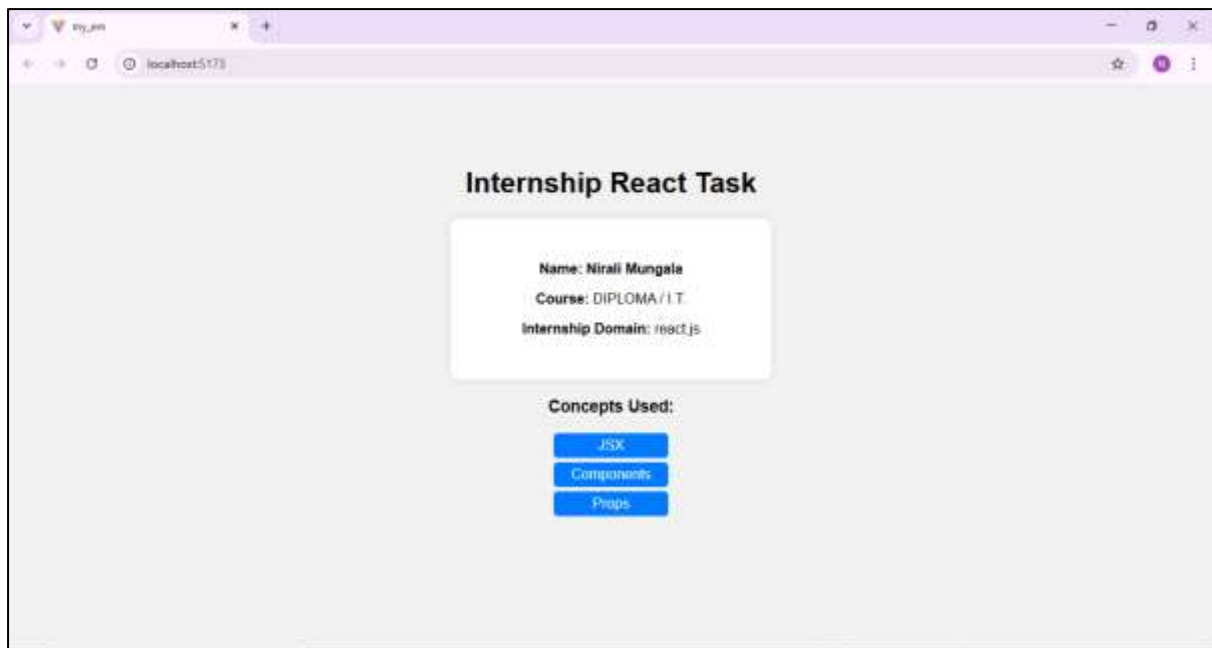 my_em
localhost:5173
N
Internship React Task
Name: Nirali Mungala
Course: DIPLOMA / I.T.
Internship Domain: react.js
Concepts Used:
JSX
Components
Props